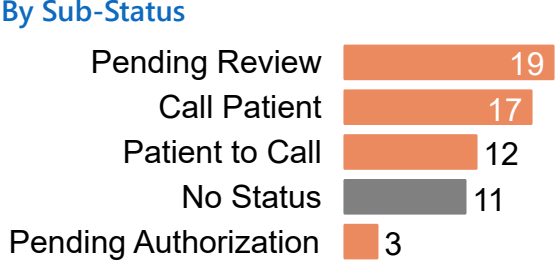 By Sub-Status
Pending Review 19
Call Patient 17
Patient to Call 12
No Status 11
Pending Authorization 3